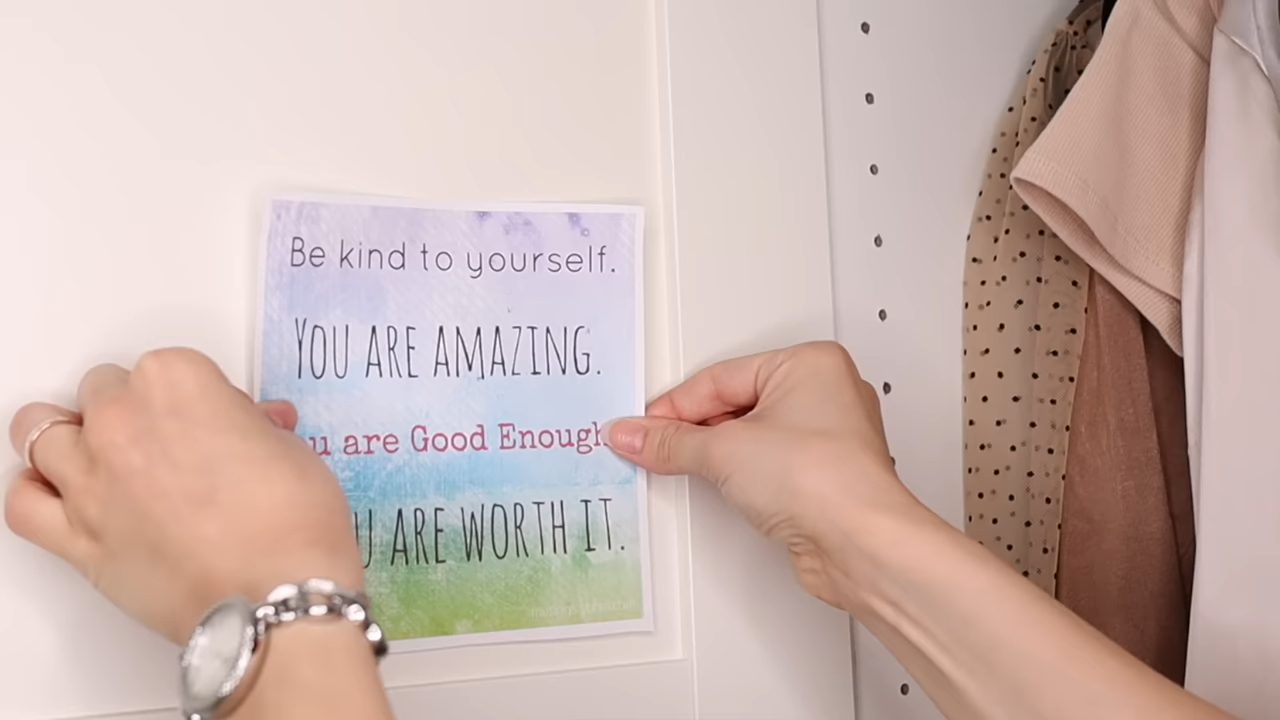 Be kind to yourself.
YOU ARE AMAZING.
u are Good Enough
U ARE WORTH IT.